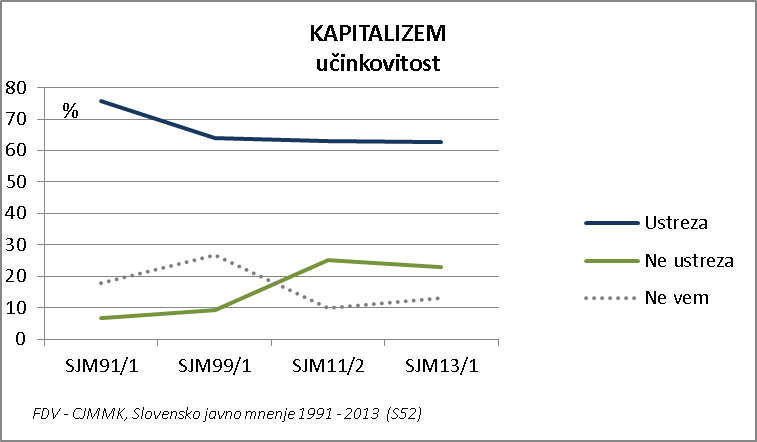 KAPITALIZEM
učinkovitost
80
%
70
60
50
40
30
20
10
0
SJM91/1 SJM99/1 SJM11/2 SJM13/1
Ustreza
Ne ustreza
Ne vem
FDV - CJMMK, Slovensko javno mnenje 1991 - 2013 (S52)